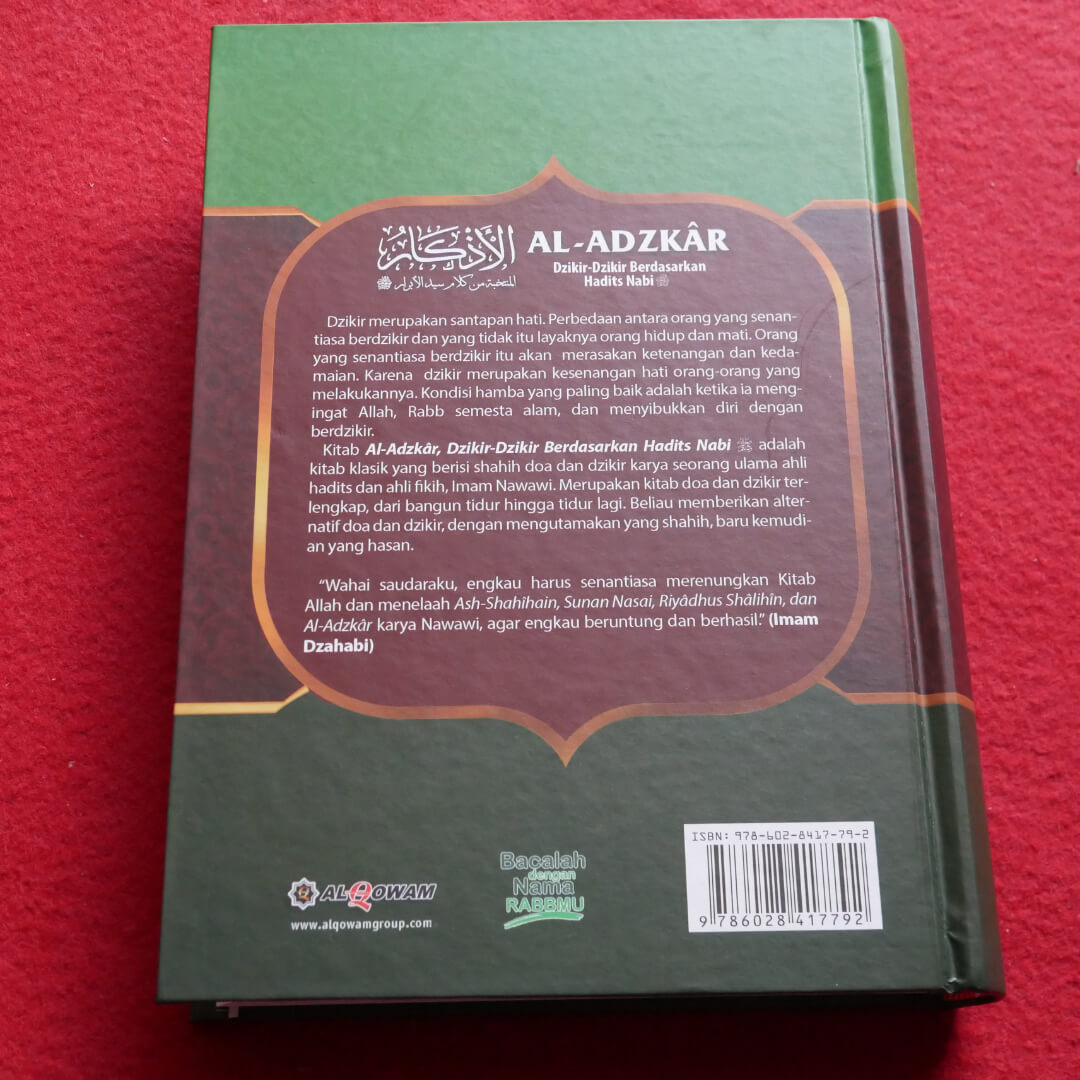 الأذكار
AL-ADZKÂR
المنتخبة من كلام سيد الأبرار ﷺ
Dzikir-Dzikir Berdasarkan
Hadits Nabi ﷺ
Dzikir merupakan santapan hati. Perbedaan antara orang yang senan-
tiasa berdzikir dan yang tidak itu layaknya orang hidup dan mati. Orang
yang senantiasa berdzikir itu akan merasakan ketenangan dan keda-
maian. Karena dzikir merupakan kesenangan hati orang-orang yang
melakukannya. Kondisi hamba yang paling baik adalah ketika ia meng-
ingat Allah, Rabb semesta alam, dan menyibukkan diri dengan
berdzikir.
Kitab Al-Adzkâr, Dzikir-Dzikir Berdasarkan Hadits Nabi ﷺ adalah
kitab klasik yang berisi shahih doa dan dzikir karya seorang ulama ahli
hadits dan ahli fikih, Imam Nawawi. Merupakan kitab doa dan dzikir ter-
lengkap, dari bangun tidur hingga tidur lagi. Beliau memberikan alter-
natif doa dan dzikir, dengan mengutamakan yang shahih, baru kemudi-
an yang hasan.
“Wahai saudaraku, engkau harus senantiasa merenungkan Kitab
Allah dan menelaah Ash-Shahîhain, Sunan Nasai, Riyâdhus Shâlihîn, dan
Al-Adzkâr karya Nawawi, agar engkau beruntung dan berhasil.” (Imam
Dzahabi)
ISBN: 978-602-8417-79-2
9 786028 417792
Bacalah
dengan
Nama
RABBMU
ALQOWAM
www.alqowamgroup.com